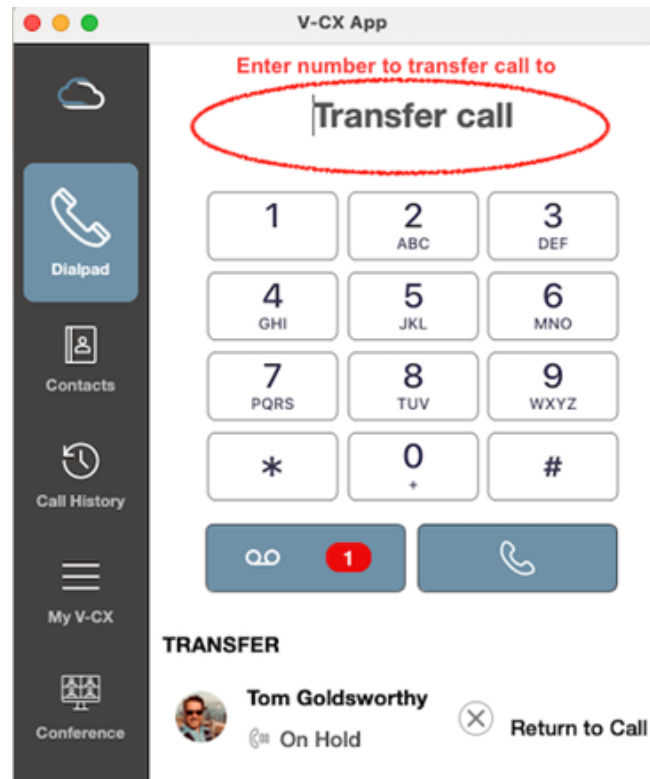 V-CX App
Enter number to transfer call to
Transfer call
Dialpad
Contacts
Call History
My V-CX
Conference
1
2
ABC
3
DEF
4
GHI
5
JKL
6
MNO
7
PQRS
8
TUV
9
WXYZ
*
0
+
#
1
TRANSFER
Tom Goldsworthy
On Hold
Return to Call